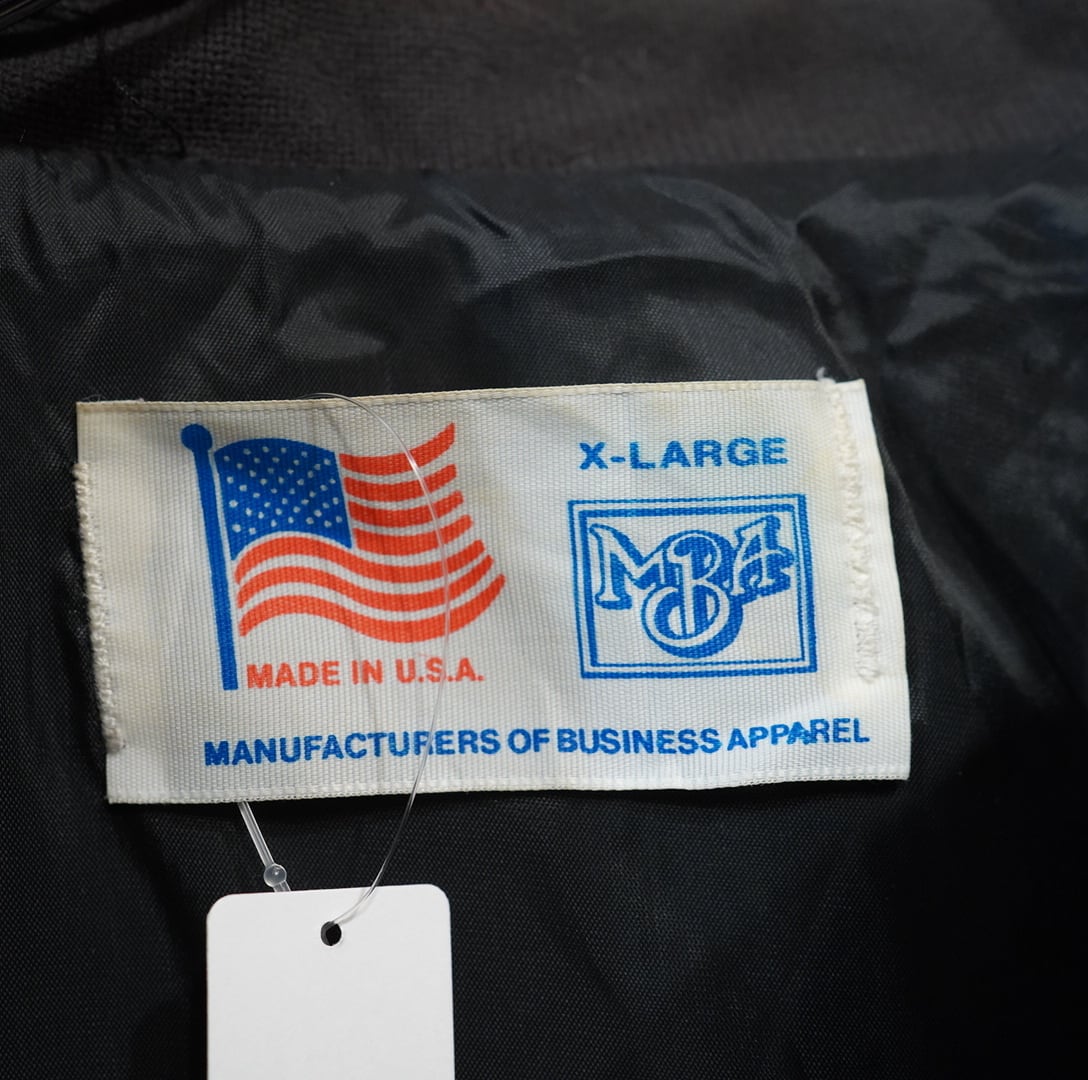 X-LARGE
MBA
MADE IN U.S.A.
MANUFACTURERS OF BUSINESS APPAREL